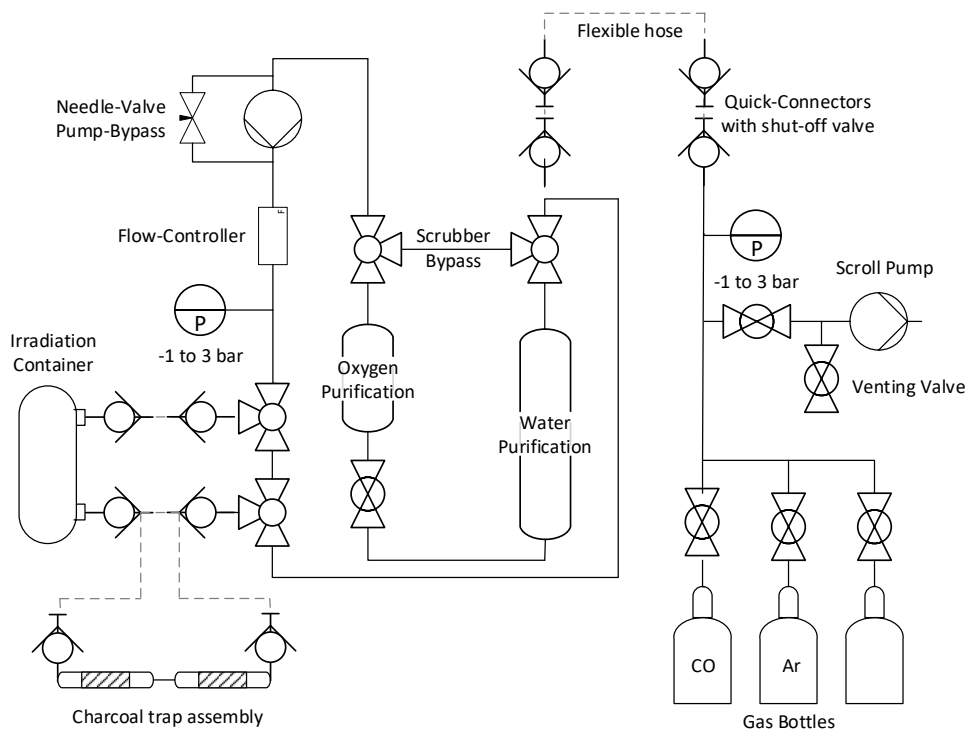 Flexible hose
Needle-Valve
Pump-Bypass
Quick-Connectors
with shut-off valve
F
Flow-Controller
Scrubber
Bypass
P
-1 to 3 bar
Scroll Pump
P
-1 to 3 bar
Irradiation
Container
Oxygen
Purification
Venting Valve
Water
Purification
CO
Ar
Charcoal trap assembly
Gas Bottles